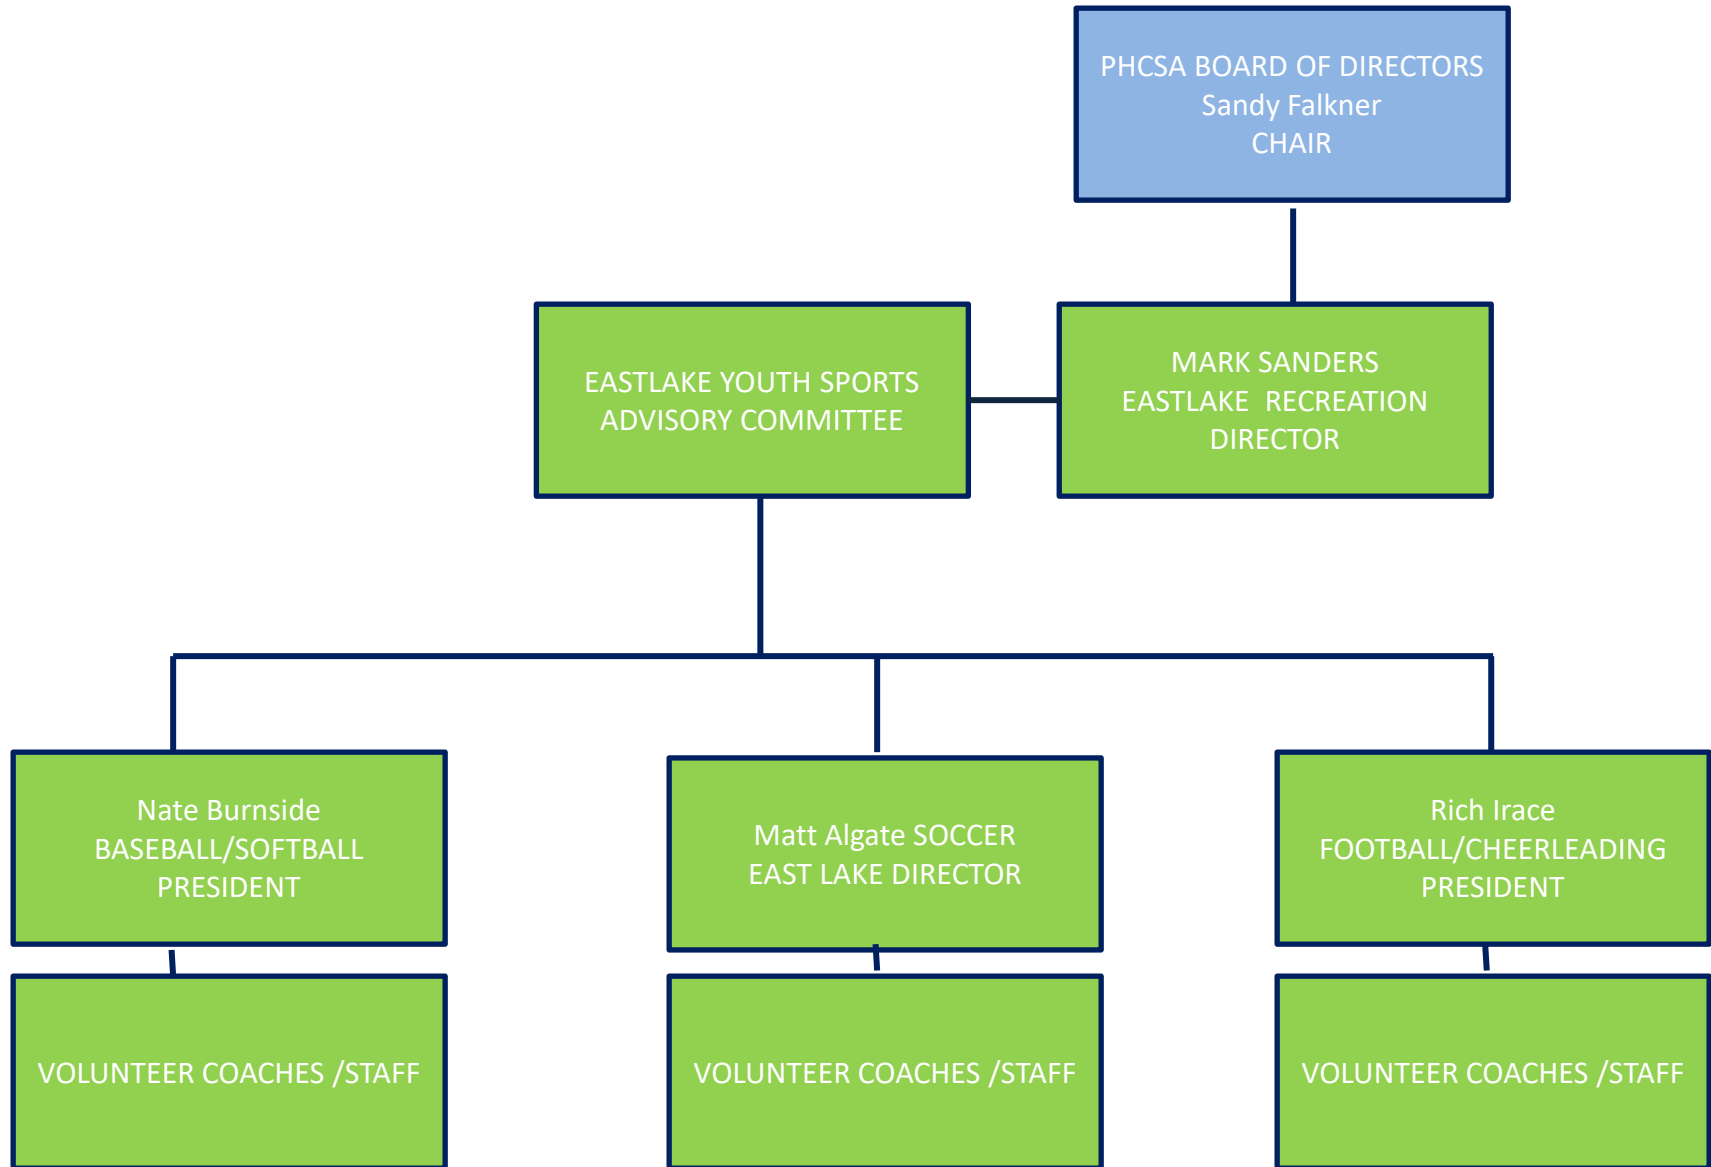 PHCSA BOARD OF DIRECTORS
Sandy Falkner
CHAIR
EASTLAKE YOUTH SPORTS
ADVISORY COMMITTEE
MARK SANDERS
EASTLAKE  RECREATION
DIRECTOR
Nate Burnside
BASEBALL/SOFTBALL
PRESIDENT
Matt Algate SOCCER
EAST LAKE DIRECTOR
Rich Irace
FOOTBALL/CHEERLEADING
PRESIDENT
VOLUNTEER COACHES /STAFF
VOLUNTEER COACHES /STAFF
VOLUNTEER COACHES /STAFF